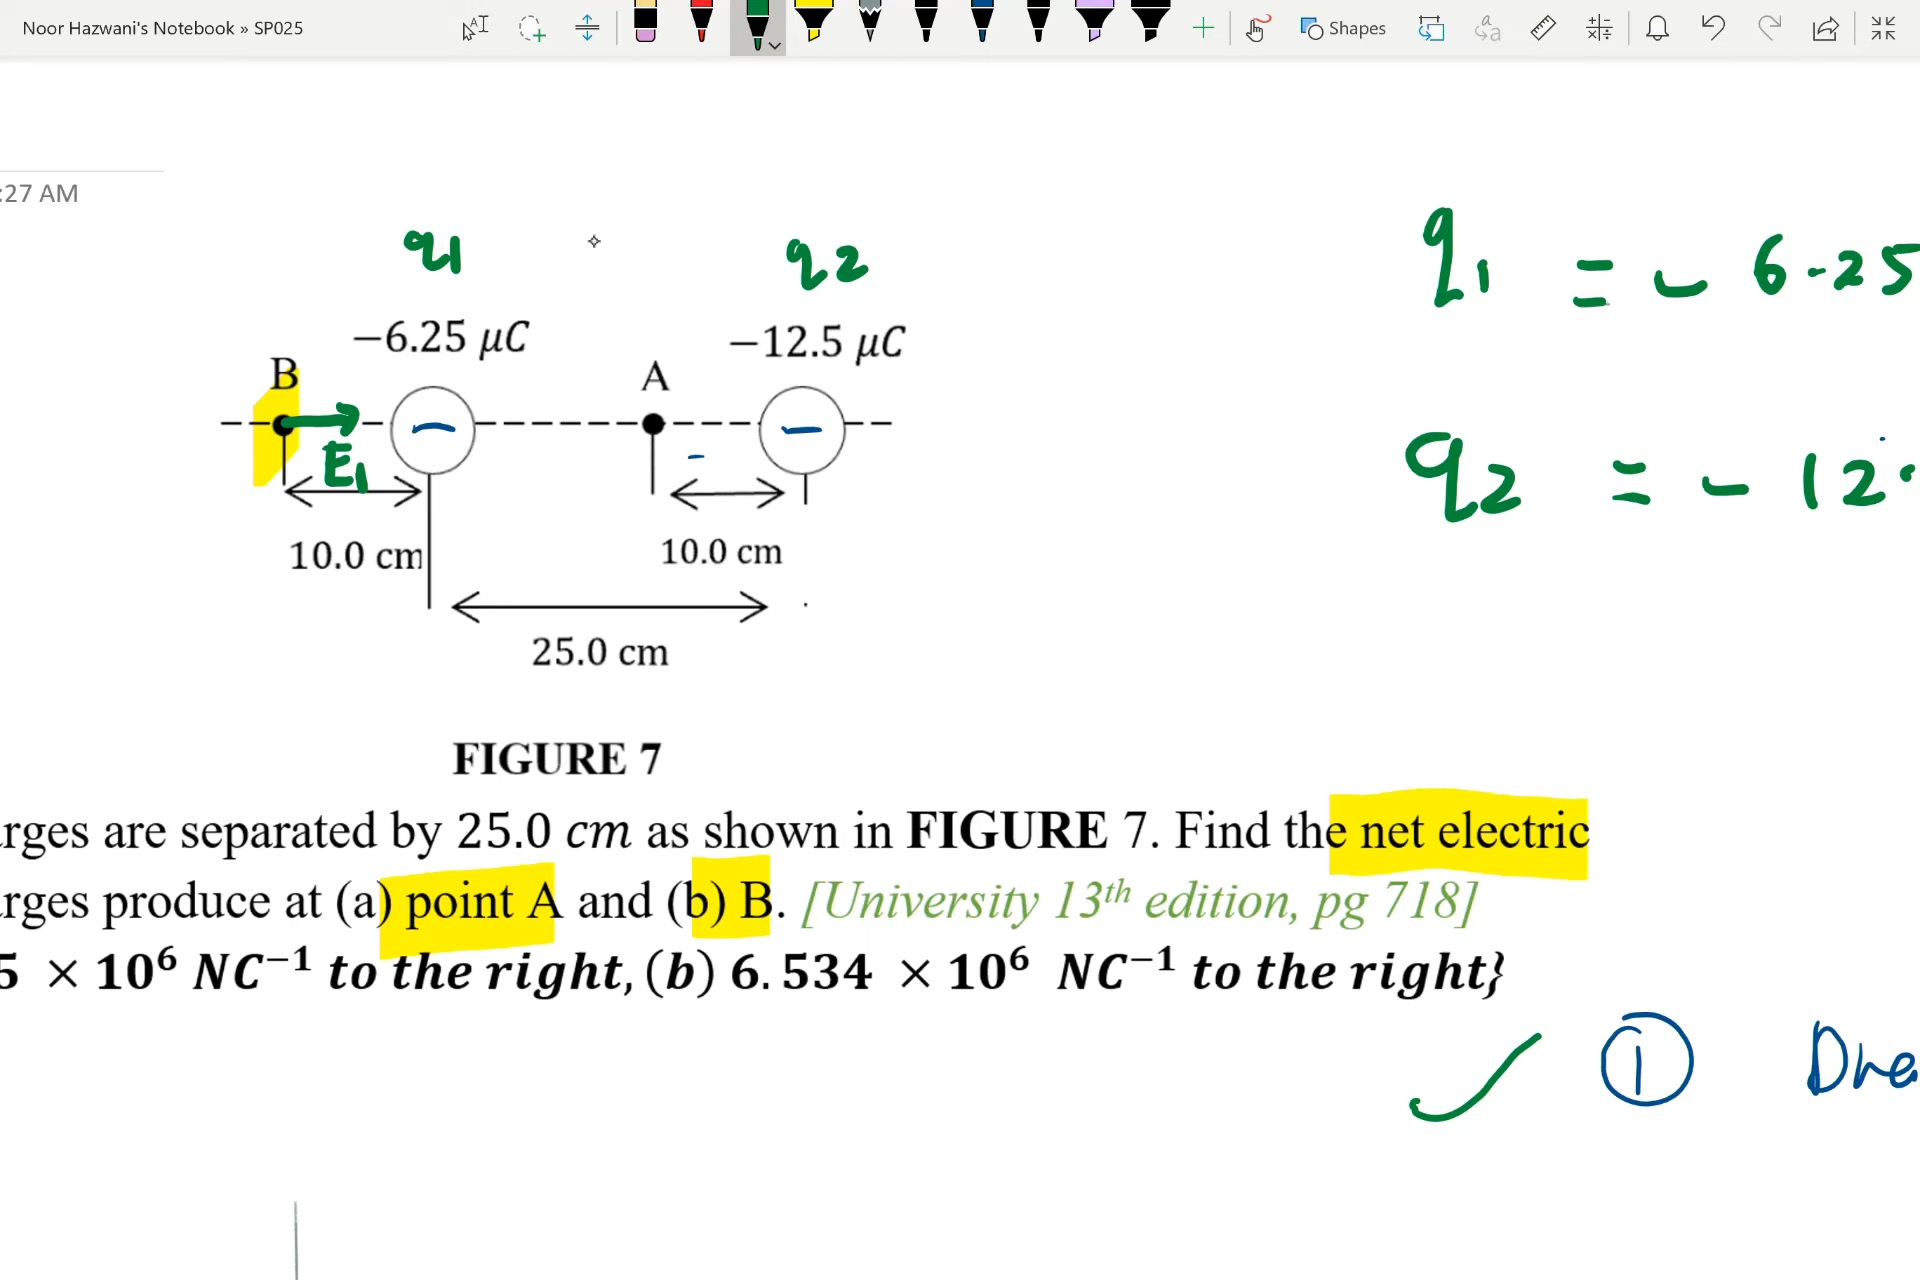 Noor Hazwani's Notebook » SP025
Shapes
:27 AM
q1 q2
q1 = - 6.25
−6.25 μC −12.5 μC
B A
E1
q2 = - 12.
10.0 cm 10.0 cm
25.0 cm
FIGURE 7
arges are separated by 25.0 cm as shown in FIGURE 7. Find the net electric
arges produce at (a) point A and (b) B. [University 13th edition, pg 718]
5 × 10⁶ NC⁻¹ to the right, (b) 6.534 × 10⁶ NC⁻¹ to the right}
1 Dra